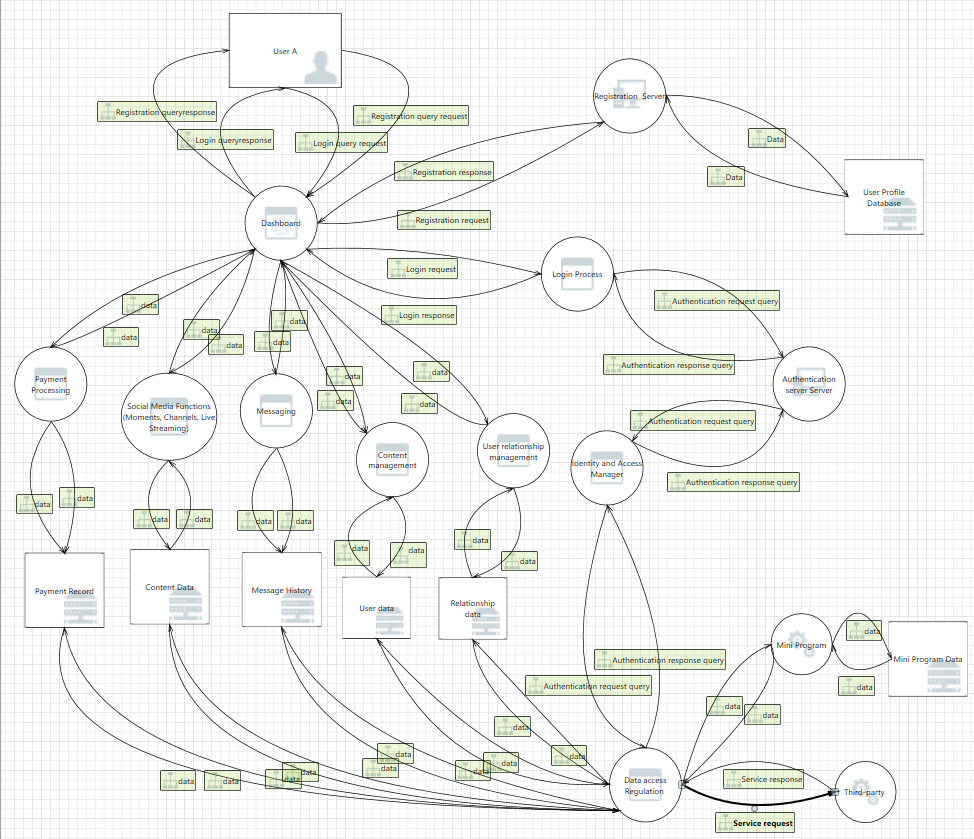 User A
Registration queryresponse
Registration query request
Login queryresponse
Login query request
Registration Server
Data
Data
User Profile
Database
Registration response
Registration request
Dashboard
Login request
Login Process
Login response
Authentication request query
Authentication response query
data
data
data
data
data
data
data
data
data
data
Payment
Processing
Social Media Functions
(Moments, Channels, Live
Streaming)
Messaging
Content
management
User relationship
management
Identity and Access
Manager
Authentication
server Server
Authentication request query
Authentication response query
data
data
data
data
data
data
data
data
data
data
Payment Record
Content Data
Message History
User data
Relationship
data
Authentication response query
Authentication request query
Mini Program
data
data
Mini Program Data
data
data
data
data
data
data
data
data
data
data
data
data
Data access
Regulation
Service response
Third-party
Service request